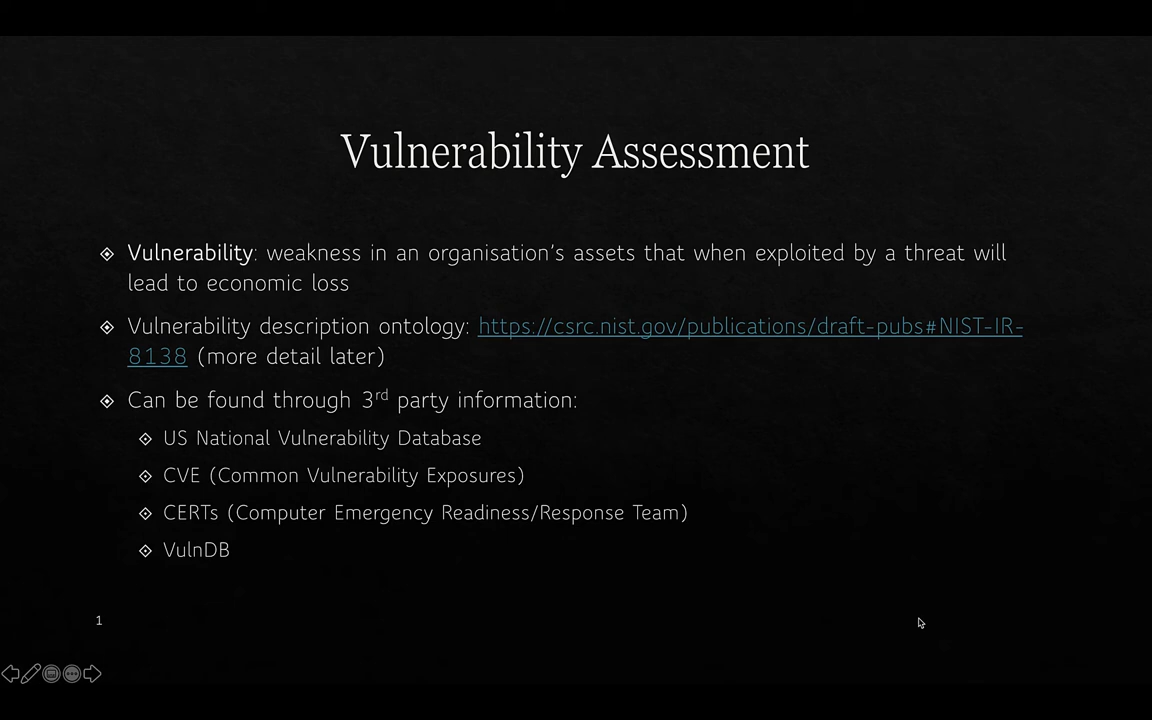 Vulnerability Assessment
Vulnerability: weakness in an organisation’s assets that when exploited by a threat will
lead to economic loss
Vulnerability description ontology: https://csrc.nist.gov/publications/draft-pubs#NIST-IR-
8138 (more detail later)
Can be found through 3rd party information:
US National Vulnerability Database
CVE (Common Vulnerability Exposures)
CERTs (Computer Emergency Readiness/Response Team)
VulnDB
1